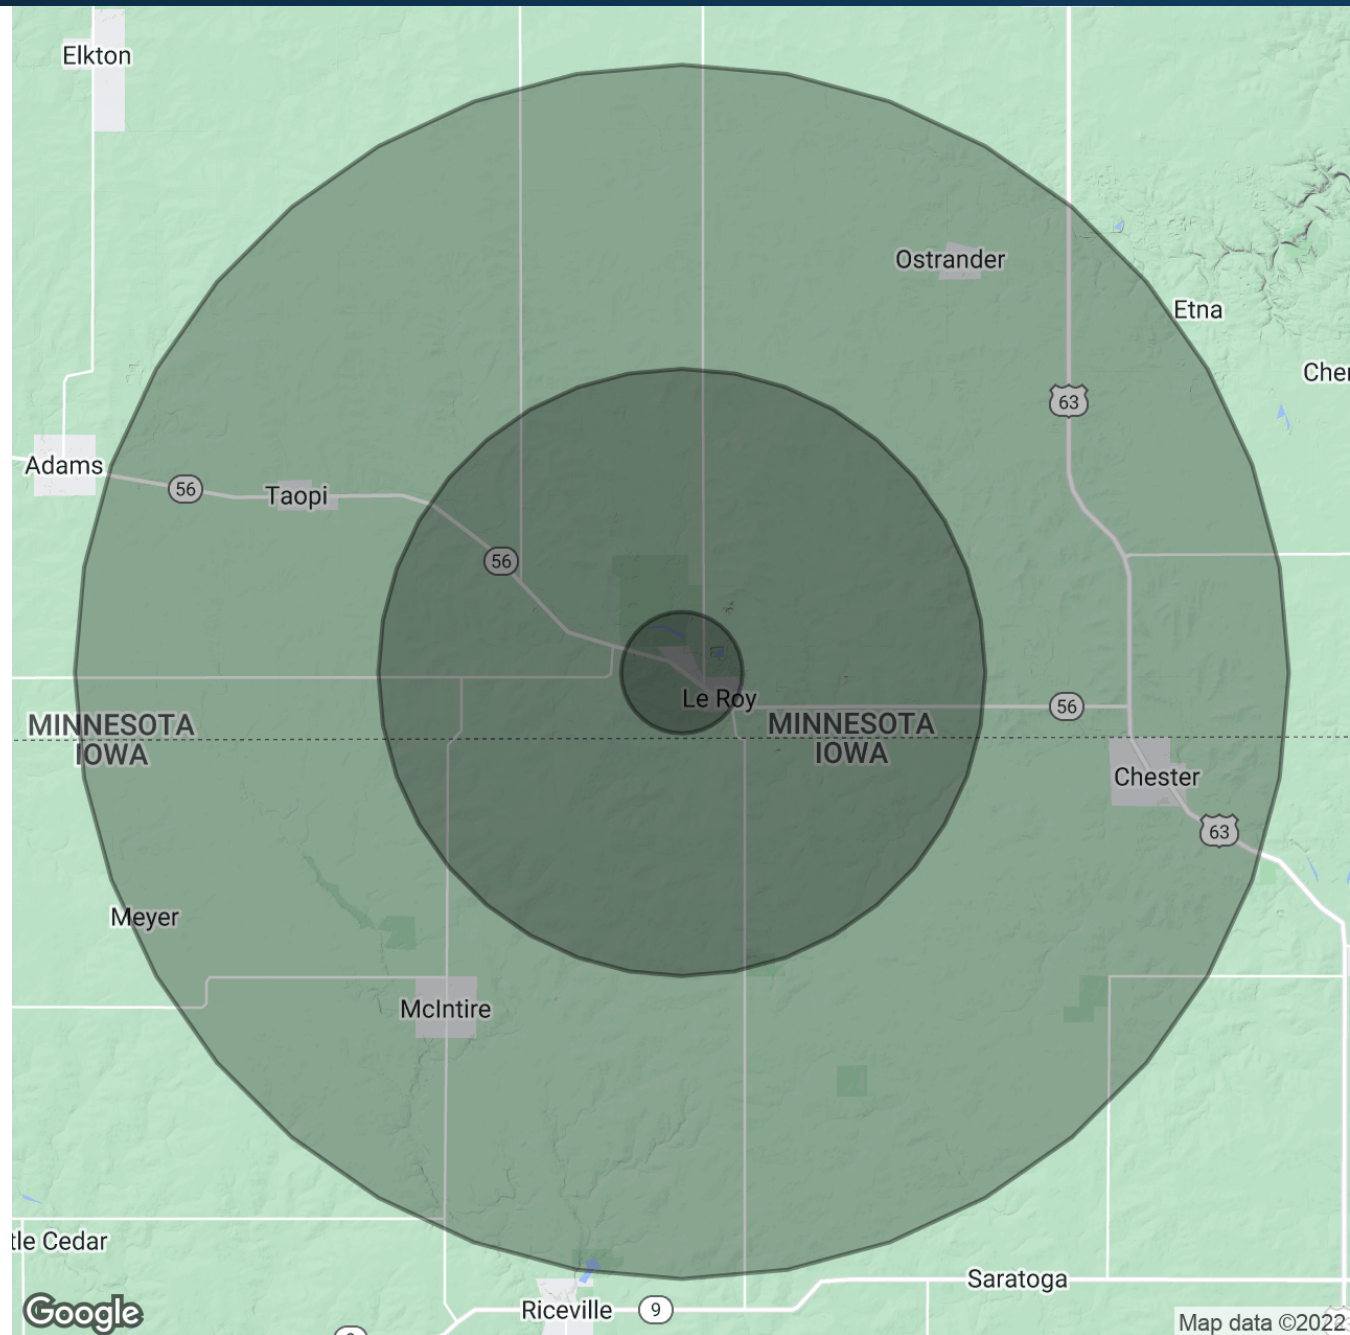 Elkton
Ostrander
Etna
Cher
63
Adams
56
Taopi
56
Le Roy
56
MINNESOTA
IOWA
MINNESOTA
IOWA
Chester
63
Meyer
McIntire
tle Cedar
Saratoga
Riceville
9
Google
Map data ©2022